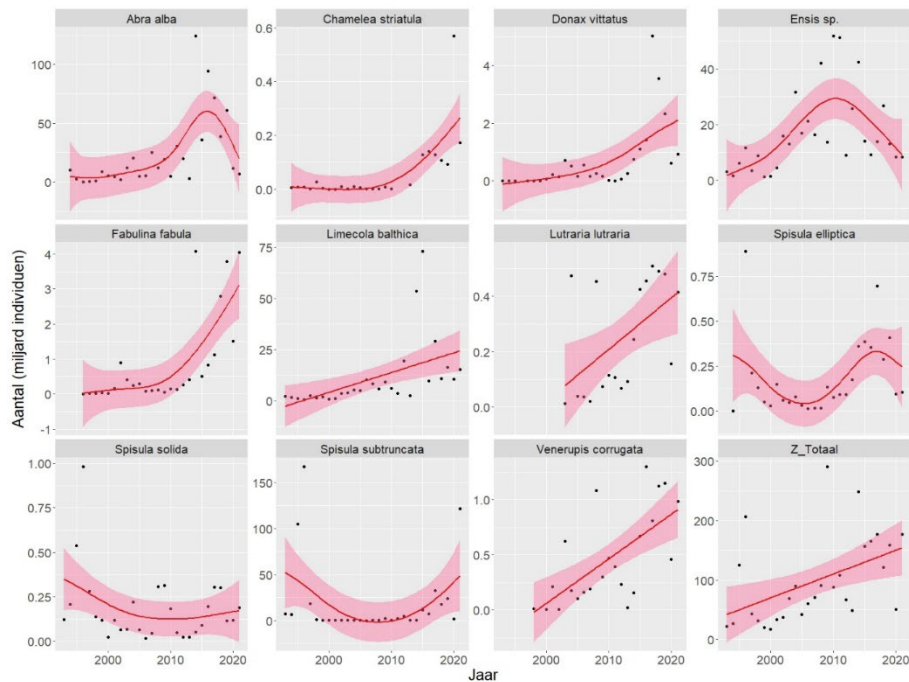 Abra alba
Chamelea striatula
Donax vittatus
Ensis sp.
100
50
0
0.6
0.4
0.2
0.0
4
2
0
40
20
0
Fabulina fabula
Limecola balthica
Lutraria lutraria
Spisula elliptica
4
3
2
1
0
-1
75
50
25
0
0.4
0.2
0.0
0.75
0.50
0.25
0.00
Spisula solida
Spisula subtruncata
Venerupis corrugata
Z_Totaal
1.00
0.75
0.50
0.25
0.00
150
100
50
0
1.0
0.5
0.0
300
200
100
0
2000 2010 2020
2000 2010 2020
2000 2010 2020
2000 2010 2020
Aantal (miljard individuen)
Jaar